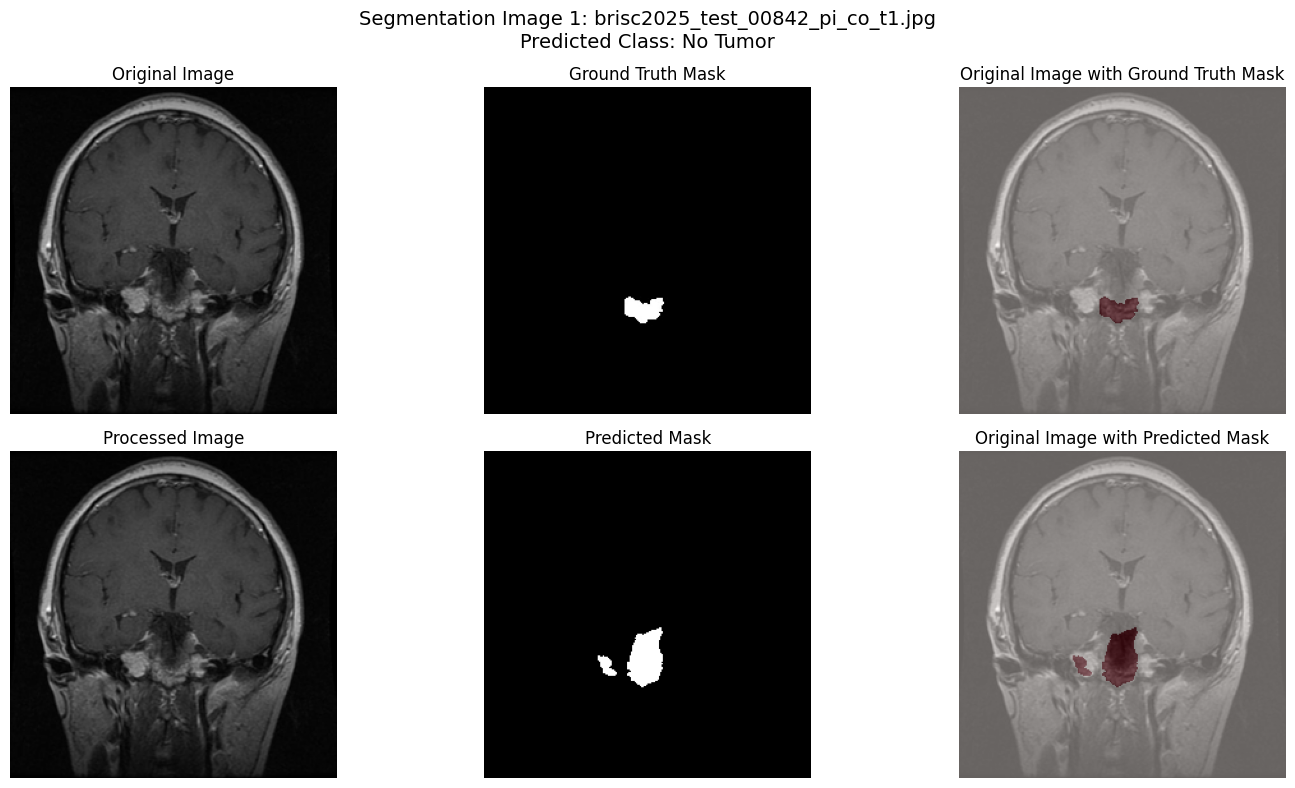 Segmentation Image 1: brisc2025_test_00842_pi_co_t1.jpg
Predicted Class: No Tumor
Original Image
Ground Truth Mask
Original Image with Ground Truth Mask
Processed Image
Predicted Mask
Original Image with Predicted Mask